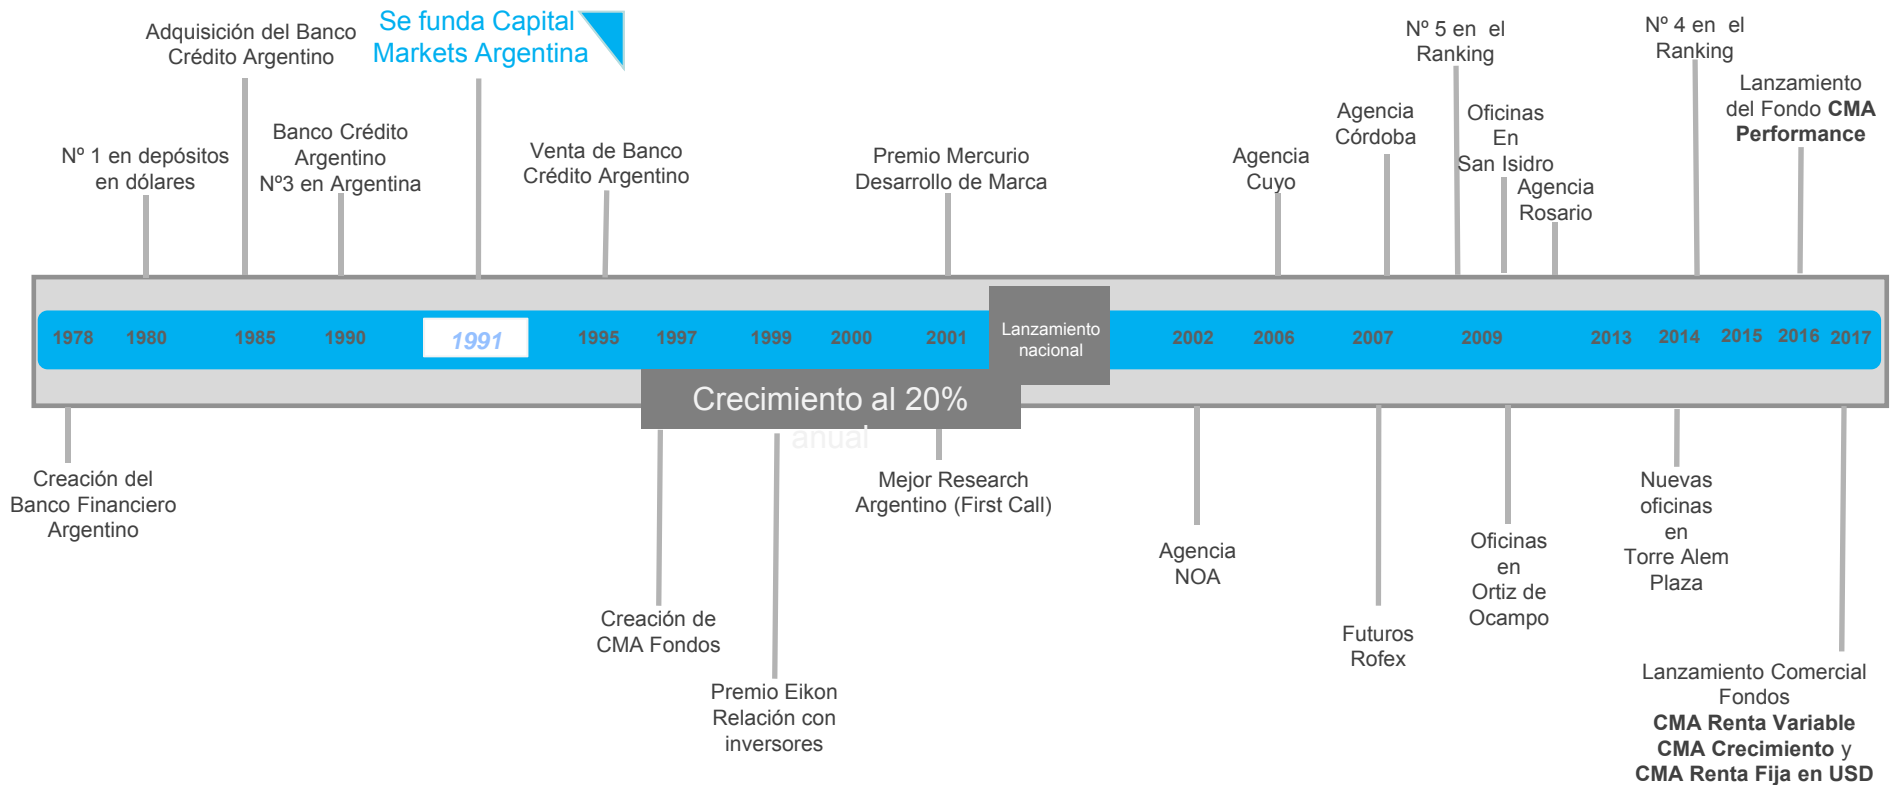 Adquisición del Banco
Crédito Argentino
Se funda Capital
Markets Argentina
Nº 5 en el
Ranking
Nº 4 en el
Ranking
Lanzamiento
del Fondo CMA
Performance
Nº 1 en depósitos
en dólares
Banco Crédito
Argentino
Nº3 en Argentina
Venta de Banco
Crédito Argentino
Premio Mercurio
Desarrollo de Marca
Agencia
Cuyo
Agencia
Córdoba
Oficinas
En
San Isidro
Agencia
Rosario
1978 1980 1985 1990 1991 1995 1997 1999 2000 2001
Lanzamiento
nacional
2002 2006 2007 2009 2013 2014 2015 2016 2017
Crecimiento al 20%
anual
Creación del
Banco Financiero
Argentino
Creación de
CMA Fondos
Premio Eikon
Relación con
inversores
Mejor Research
Argentino (First Call)
Agencia
NOA
Futuros
Rofex
Oficinas
en
Ortiz de
Ocampo
Nuevas
oficinas
en
Torre Alem
Plaza
Lanzamiento Comercial
Fondos
CMA Renta Variable
CMA Crecimiento y
CMA Renta Fija en USD